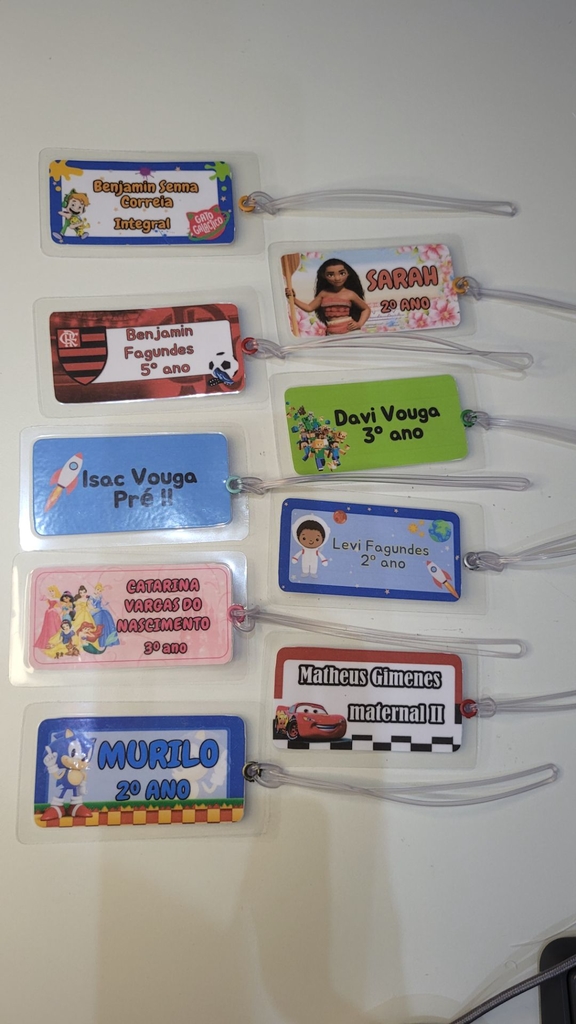 Benjamin Senna
Correia
Integral
GATO
GALÁCTICO
SARAH
2º ANO
Benjamin
Fagundes
5º ano
Davi Vouga
3º ano
Isac Vouga
Pré II
Levi Fagundes
2º ano
CATARINA
VARGAS DO
NASCIMENTO
3º ano
Matheus Gimenes
maternal II
MURILO
2º ANO